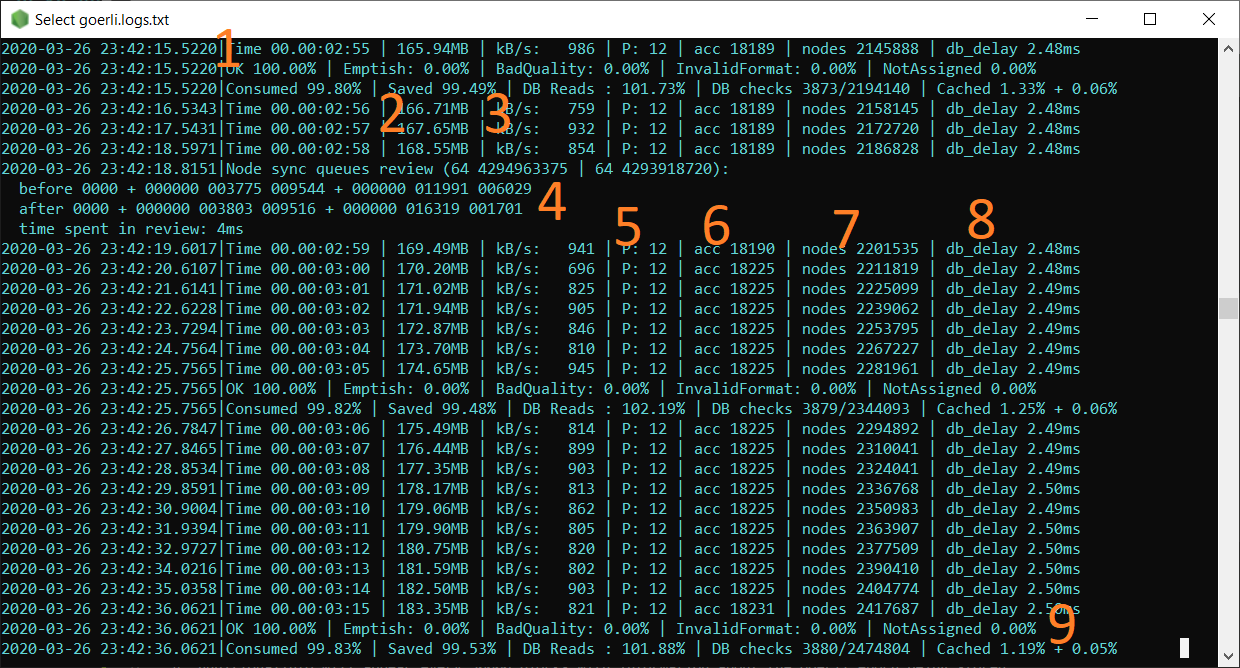 Select goerli.logs.txt
2020-03-26 23:42:15.5220|Time 00.00:02:55 | 165.94MB | kB/s:   986 | P: 12 | acc 18189 | nodes 2145888 | db_delay 2.48ms
1
2020-03-26 23:42:15.5220|OK 100.00% | Emptish: 0.00% | BadQuality: 0.00% | InvalidFormat: 0.00% | NotAssigned 0.00%
2020-03-26 23:42:15.5220|Consumed 99.80% | Saved 99.49% | DB Reads : 101.73% | DB checks 3873/2194140 | Cached 1.33% + 0.06%
2020-03-26 23:42:16.5343|Time 00.00:02:56 | 166.71MB | kB/s:   759 | P: 12 | acc 18189 | nodes 2158145 | db_delay 2.48ms
2 3
2020-03-26 23:42:17.5431|Time 00.00:02:57 | 167.65MB | kB/s:   932 | P: 12 | acc 18189 | nodes 2172720 | db_delay 2.48ms
2020-03-26 23:42:18.5971|Time 00.00:02:58 | 168.55MB | kB/s:   854 | P: 12 | acc 18189 | nodes 2186828 | db_delay 2.48ms
2020-03-26 23:42:18.8151|Node sync queues review (64 4294963375 | 64 4293918720):
before 0000 + 000000 003775 009544 + 000000 011991 006029
after 0000 + 000000 003803 009516 + 000000 016319 001701
4
time spent in review: 4ms
5 6 7 8
2020-03-26 23:42:19.6017|Time 00.00:02:59 | 169.49MB | kB/s:   941 | P: 12 | acc 18190 | nodes 2201535 | db_delay 2.48ms
2020-03-26 23:42:20.6107|Time 00.00:03:00 | 170.20MB | kB/s:   696 | P: 12 | acc 18225 | nodes 2211819 | db_delay 2.48ms
2020-03-26 23:42:21.6141|Time 00.00:03:01 | 171.02MB | kB/s:   825 | P: 12 | acc 18225 | nodes 2225099 | db_delay 2.49ms
2020-03-26 23:42:22.6228|Time 00.00:03:02 | 171.94MB | kB/s:   905 | P: 12 | acc 18225 | nodes 2239062 | db_delay 2.49ms
2020-03-26 23:42:23.7294|Time 00.00:03:03 | 172.87MB | kB/s:   846 | P: 12 | acc 18225 | nodes 2253795 | db_delay 2.49ms
2020-03-26 23:42:24.7564|Time 00.00:03:04 | 173.70MB | kB/s:   810 | P: 12 | acc 18225 | nodes 2267227 | db_delay 2.49ms
2020-03-26 23:42:25.7565|Time 00.00:03:05 | 174.65MB | kB/s:   945 | P: 12 | acc 18225 | nodes 2281961 | db_delay 2.49ms
2020-03-26 23:42:25.7565|OK 100.00% | Emptish: 0.00% | BadQuality: 0.00% | InvalidFormat: 0.00% | NotAssigned 0.00%
2020-03-26 23:42:25.7565|Consumed 99.82% | Saved 99.48% | DB Reads : 102.19% | DB checks 3879/2344093 | Cached 1.25% + 0.06%
2020-03-26 23:42:26.7847|Time 00.00:03:06 | 175.49MB | kB/s:   814 | P: 12 | acc 18225 | nodes 2294892 | db_delay 2.49ms
2020-03-26 23:42:27.8465|Time 00.00:03:07 | 176.44MB | kB/s:   899 | P: 12 | acc 18225 | nodes 2310041 | db_delay 2.49ms
2020-03-26 23:42:28.8534|Time 00.00:03:08 | 177.35MB | kB/s:   903 | P: 12 | acc 18225 | nodes 2324041 | db_delay 2.49ms
2020-03-26 23:42:29.8591|Time 00.00:03:09 | 178.17MB | kB/s:   813 | P: 12 | acc 18225 | nodes 2336768 | db_delay 2.50ms
2020-03-26 23:42:30.9004|Time 00.00:03:10 | 179.06MB | kB/s:   862 | P: 12 | acc 18225 | nodes 2350983 | db_delay 2.49ms
2020-03-26 23:42:31.9394|Time 00.00:03:11 | 179.90MB | kB/s:   805 | P: 12 | acc 18225 | nodes 2363907 | db_delay 2.50ms
2020-03-26 23:42:32.9727|Time 00.00:03:12 | 180.75MB | kB/s:   820 | P: 12 | acc 18225 | nodes 2377509 | db_delay 2.50ms
2020-03-26 23:42:34.0216|Time 00.00:03:13 | 181.59MB | kB/s:   802 | P: 12 | acc 18225 | nodes 2390410 | db_delay 2.50ms
2020-03-26 23:42:35.0358|Time 00.00:03:14 | 182.50MB | kB/s:   903 | P: 12 | acc 18225 | nodes 2404774 | db_delay 2.50ms
2020-03-26 23:42:36.0621|Time 00.00:03:15 | 183.35MB | kB/s:   821 | P: 12 | acc 18231 | nodes 2417687 | db_delay 2.50ms
2020-03-26 23:42:36.0621|OK 100.00% | Emptish: 0.00% | BadQuality: 0.00% | InvalidFormat: 0.00% | NotAssigned 0.00%
9
2020-03-26 23:42:36.0621|Consumed 99.83% | Saved 99.53% | DB Reads : 101.88% | DB checks 3880/2474804 | Cached 1.19% + 0.05%